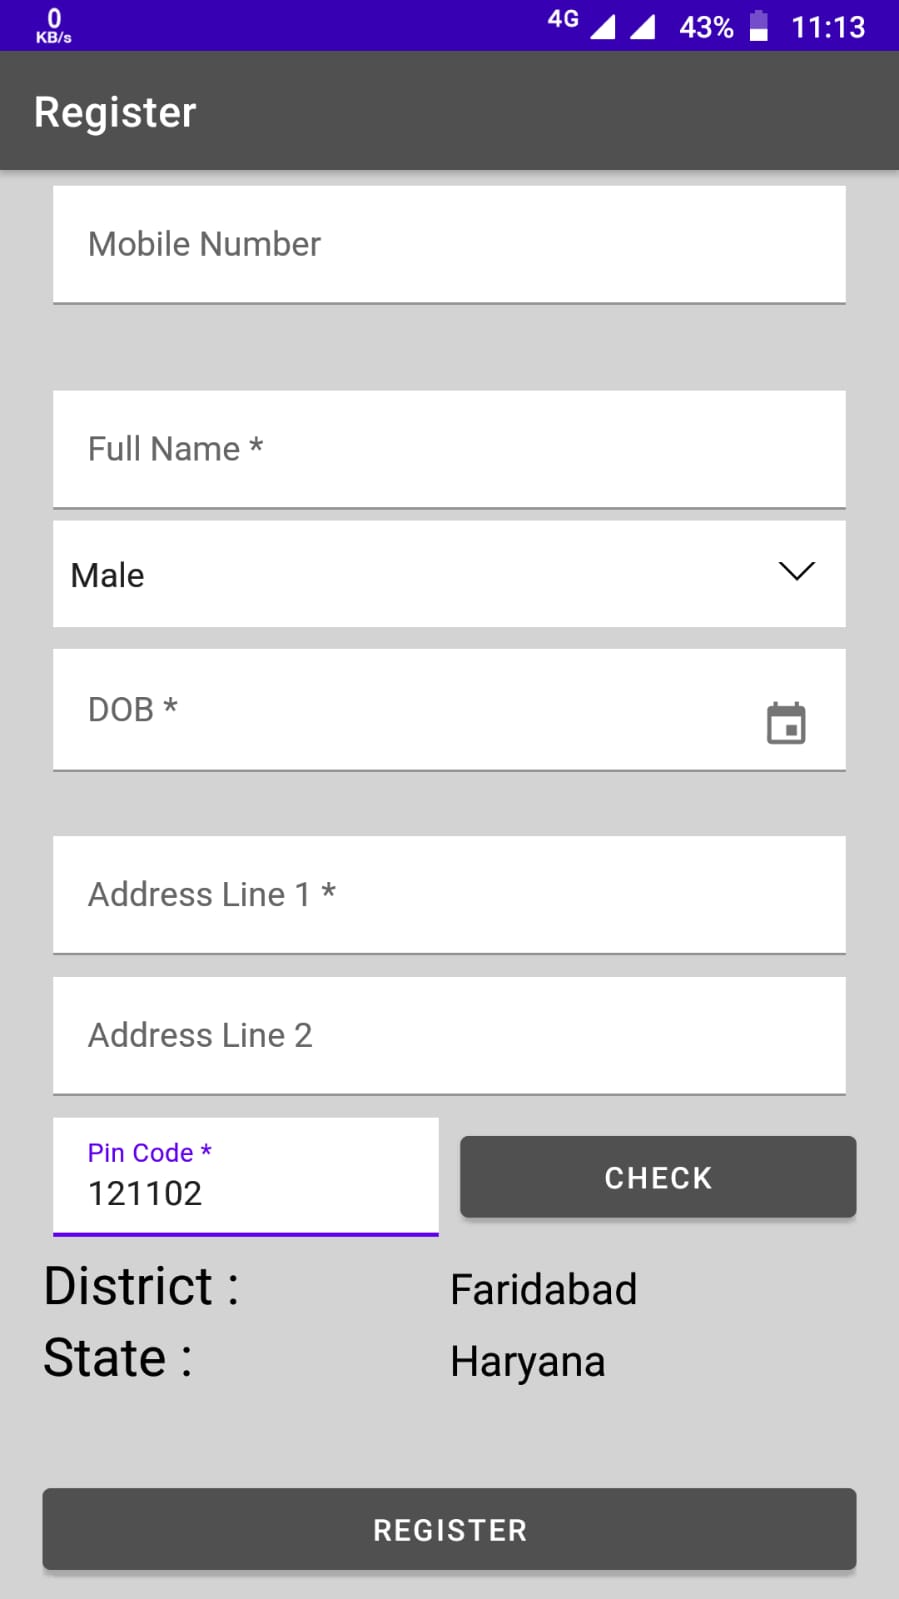 0
KB/s
4G 43% 11:13
Register
Mobile Number
Full Name *
Male
DOB *
Address Line 1 *
Address Line 2
Pin Code *
121102
CHECK
District : Faridabad
State : Haryana
REGISTER